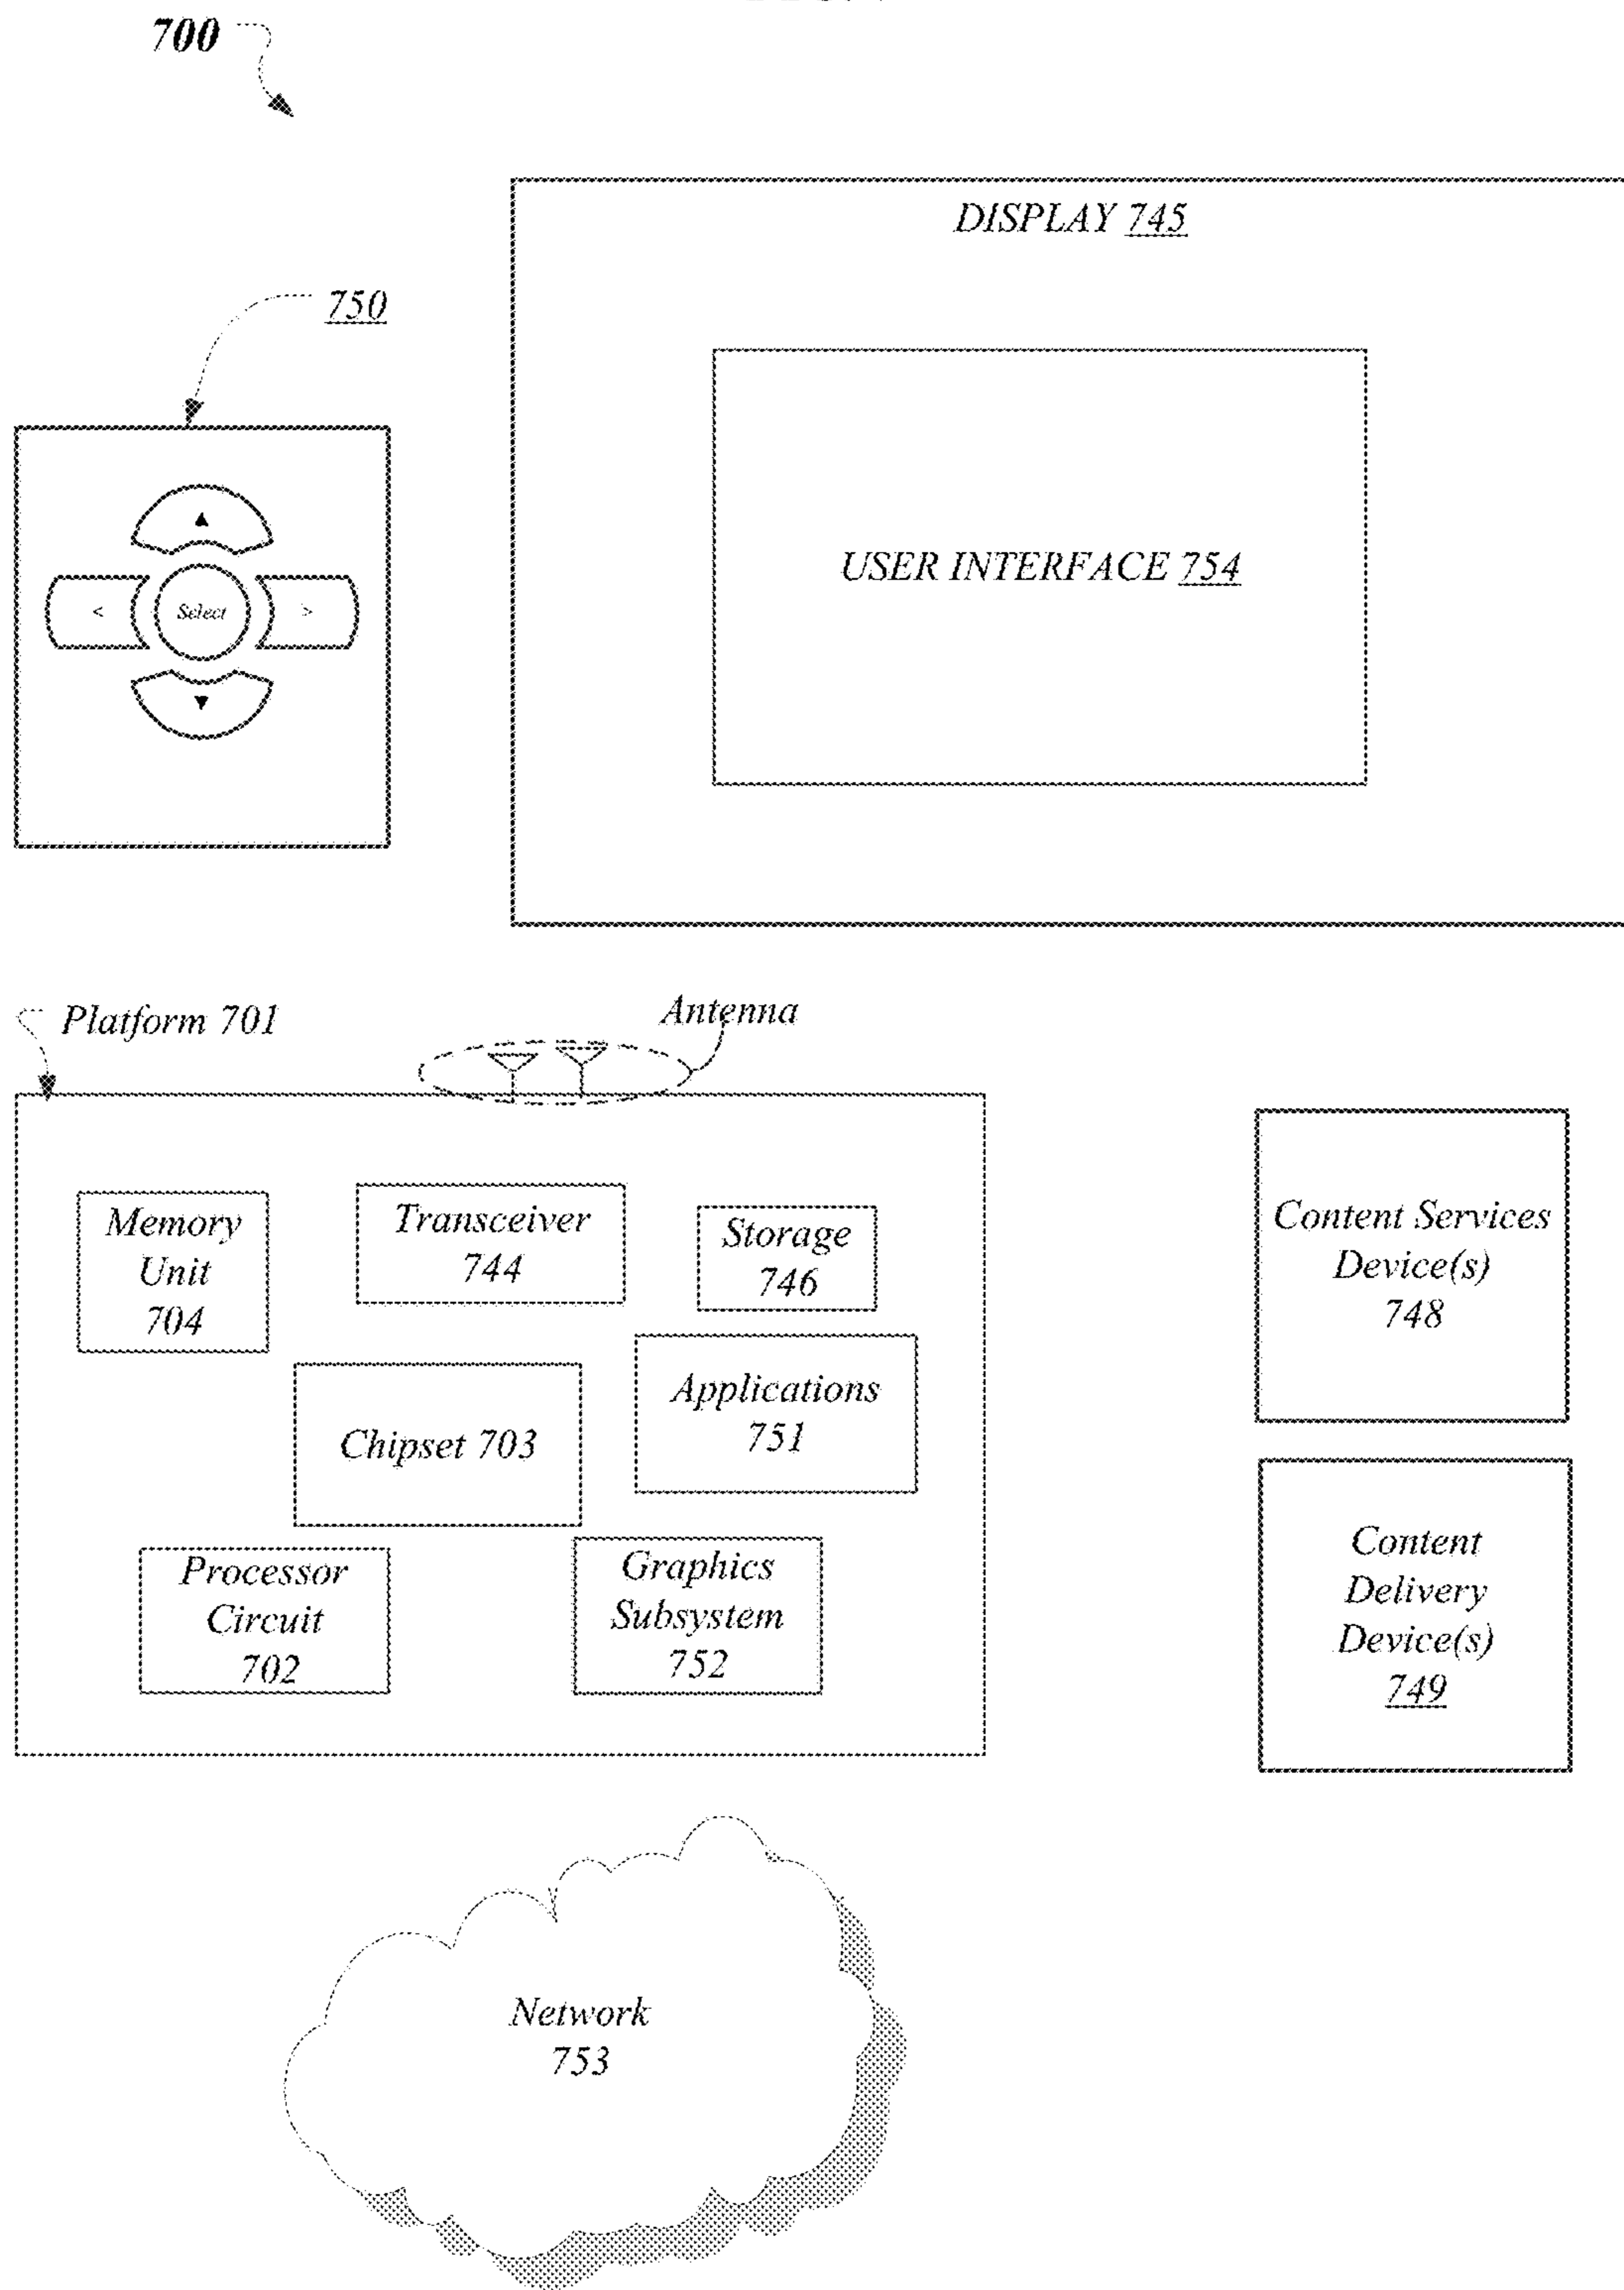 700
DISPLAY 745
750
USER INTERFACE 754
<
Select
>
Platform 701
Antenna
Memory
Unit
704
Transceiver
744
Storage
746
Chipset 703
Applications
751
Processor
Circuit
702
Graphics
Subsystem
752
Content Services
Device(s)
748
Content
Delivery
Device(s)
749
Network
753